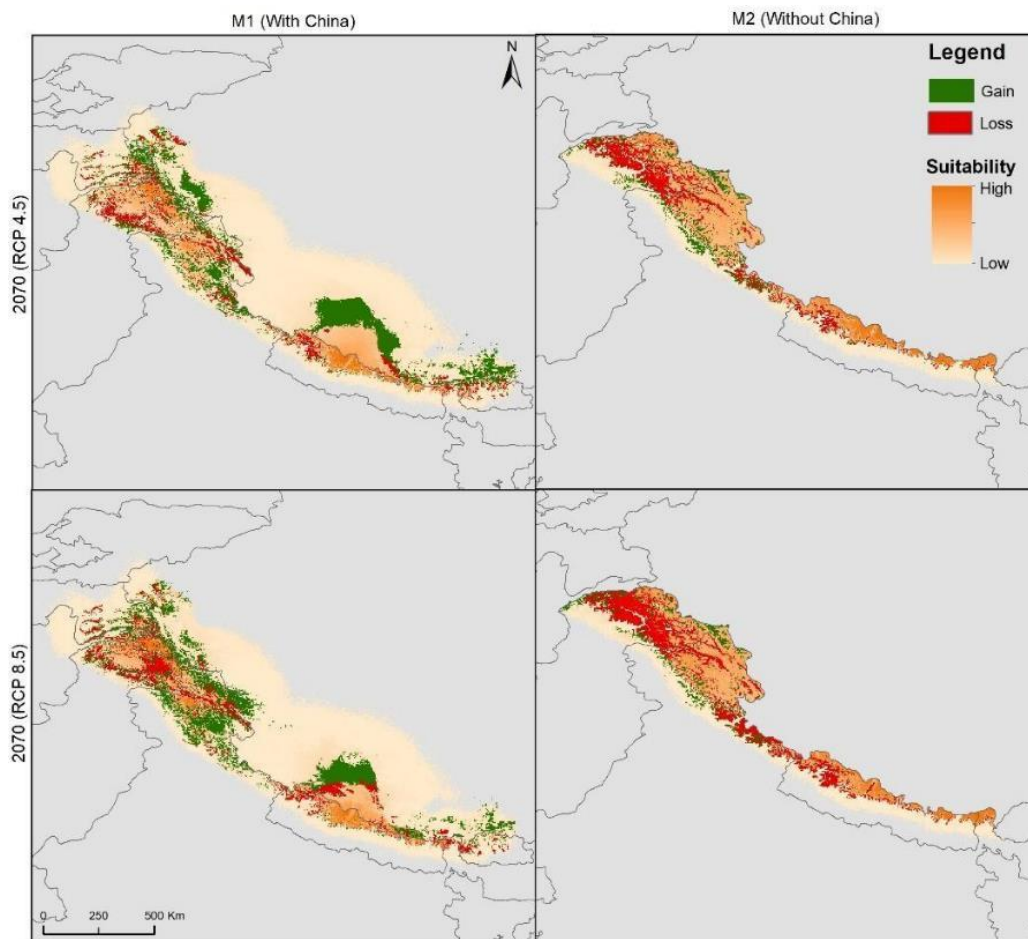 M1 (With China)
M2 (Without China)
N
Legend
Gain
Loss
Suitability
High
Low
2070 (RCP 4.5)
2070 (RCP 8.5)
0 250 500 Km